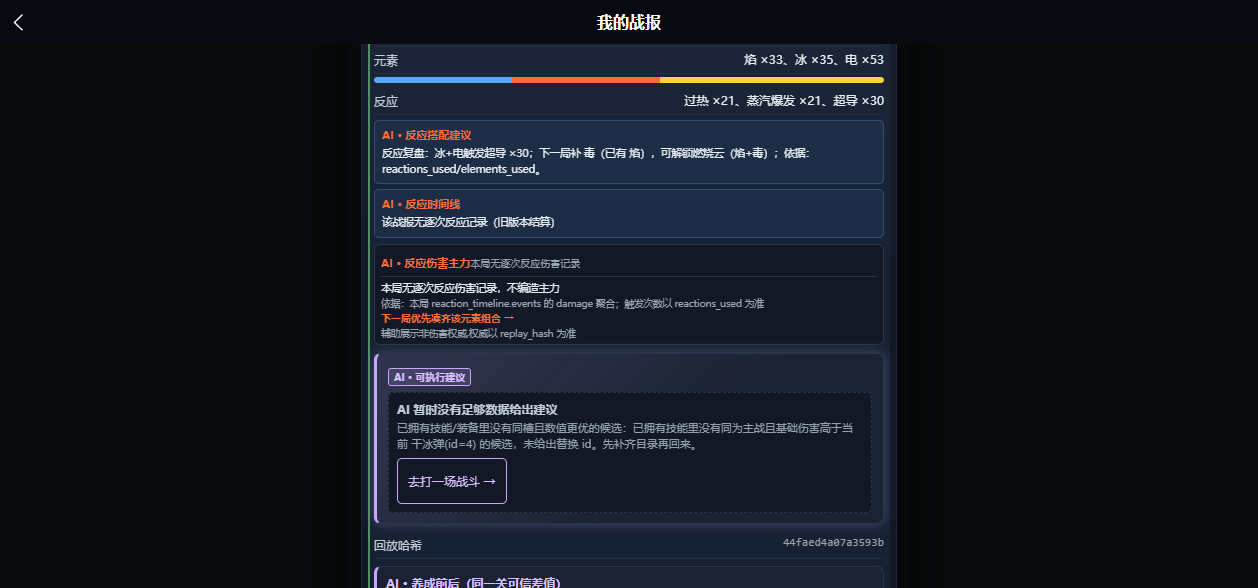 我的战报
元素 焰 ×33、冰 ×35、电 ×53
反应 过热 ×21、蒸汽爆发 ×21、超导 ×30
AI • 反应搭配建议
反应复盘：冰+电触发超导 ×30；下一局补 毒（已有 焰），可解锁燃烧云（焰+毒）；依据：
reactions_used/elements_used。
AI • 反应时间线
该战报无逐次反应记录（旧版本结算）
AI • 反应伤害主力本局无逐次反应伤害记录
本局无逐次反应伤害记录，不编造主力
依据：本局 reaction_timeline.events 的 damage 聚合；触发次数以 reactions_used 为准
下一局优先凑齐该元素组合 →
辅助展示非伤害权威,权威以 replay_hash 为准
AI • 可执行建议
AI 暂时没有足够数据给出建议
已拥有技能/装备里没有同槽且数值更优的候选：已拥有技能里没有同为主战且基础伤害高于当
前 干冰弹(id=4) 的候选，未给出替换 id。先补齐目录再回来。
去打一场战斗 →
回放哈希 44faed4a07a3593b
AI • 养成前后（同一关可信差值）